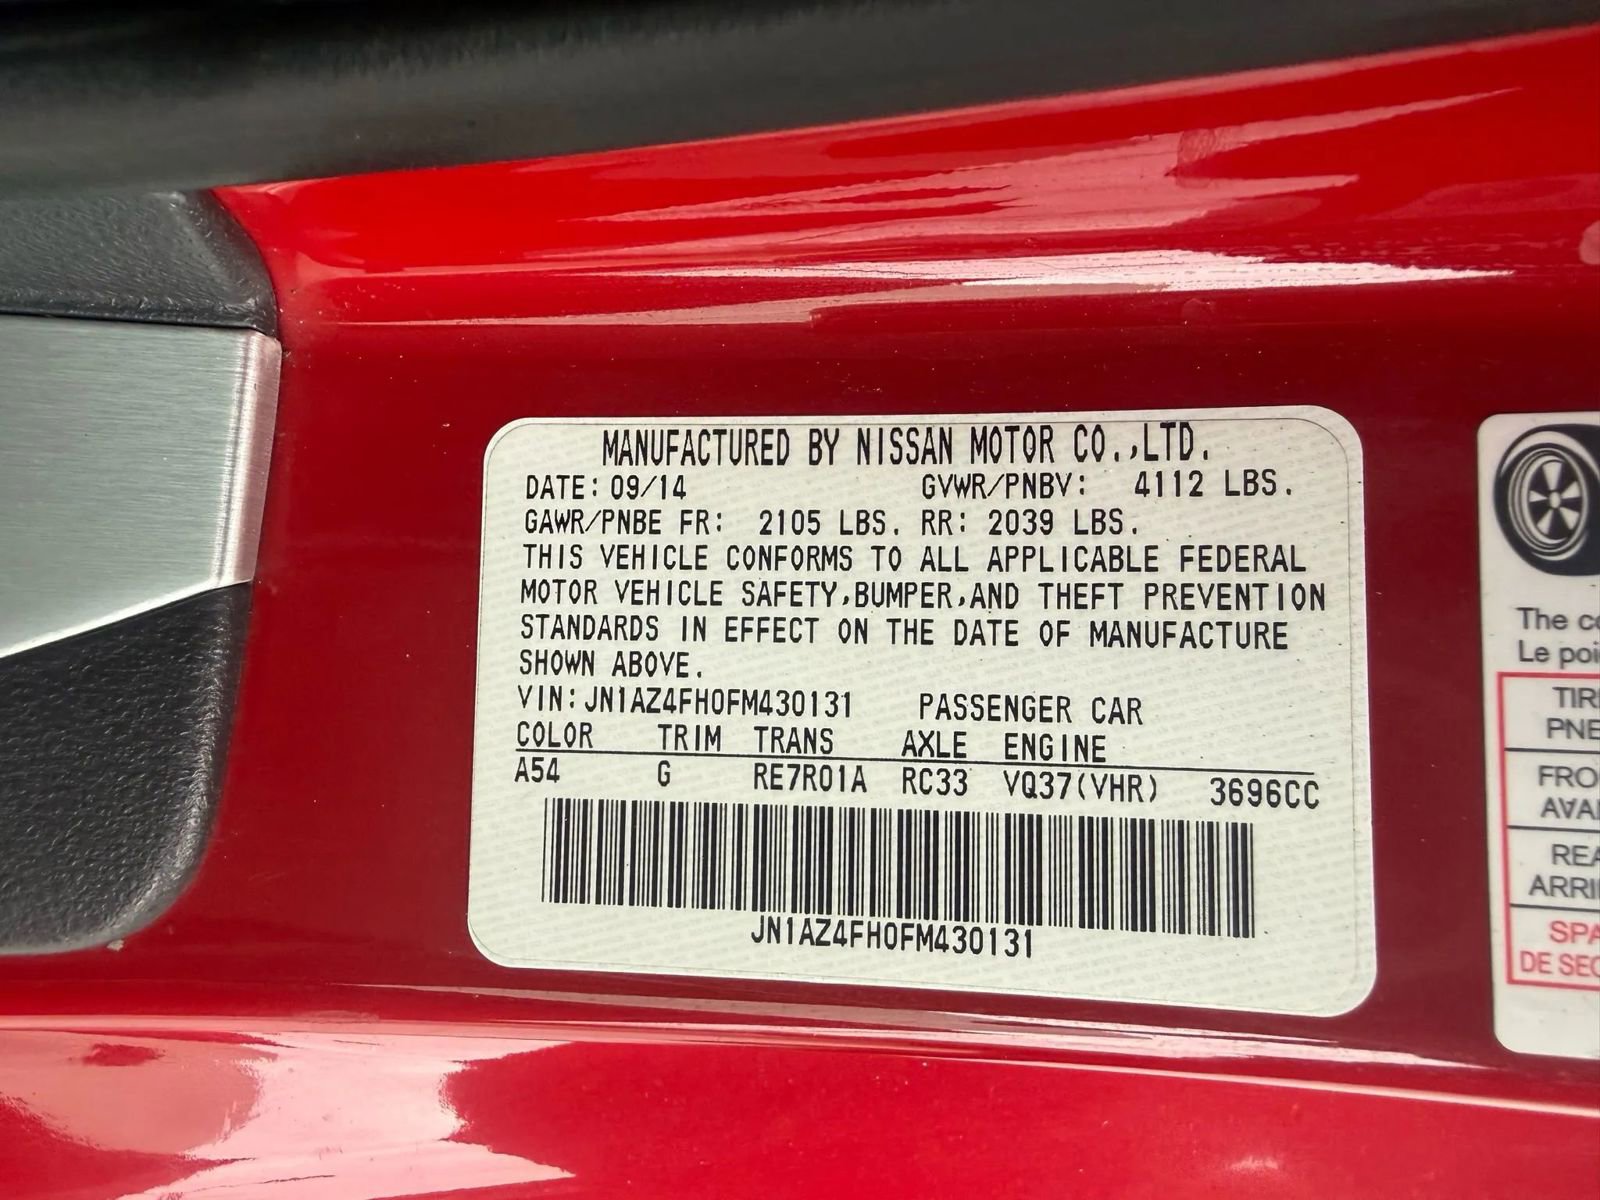 MANUFACTURED BY NISSAN MOTOR CO.,LTD.
DATE: 09/14 GVWR/PNBV: 4112 LBS.
GAWR/PNBE FR: 2105 LBS. RR: 2039 LBS.
THIS VEHICLE CONFORMS TO ALL APPLICABLE FEDERAL
MOTOR VEHICLE SAFETY,BUMPER,AND THEFT PREVENTION
STANDARDS IN EFFECT ON THE DATE OF MANUFACTURE
SHOWN ABOVE.
VIN:JN1AZ4FH0FM430131 PASSENGER CAR
COLOR TRIM TRANS AXLE ENGINE
A54 G RE7R01A RC33 VQ37(VHR) 3696CC
JN1AZ4FH0FM430131
The
Le
DE